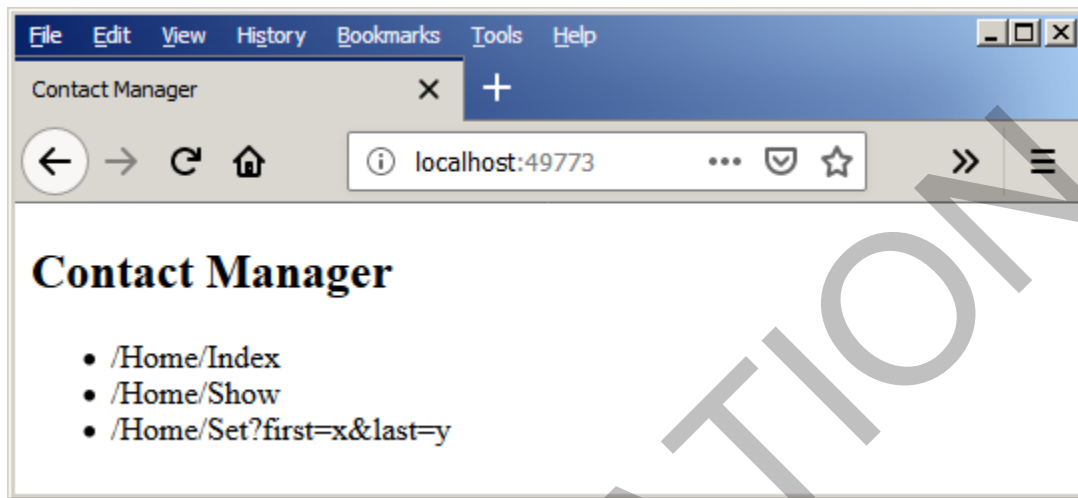 File Edit View History Bookmarks Tools Help
Contact Manager
localhost:49773
Contact Manager
• /Home/Index
• /Home/Show
• /Home/Set?first=x&last=y
ATION